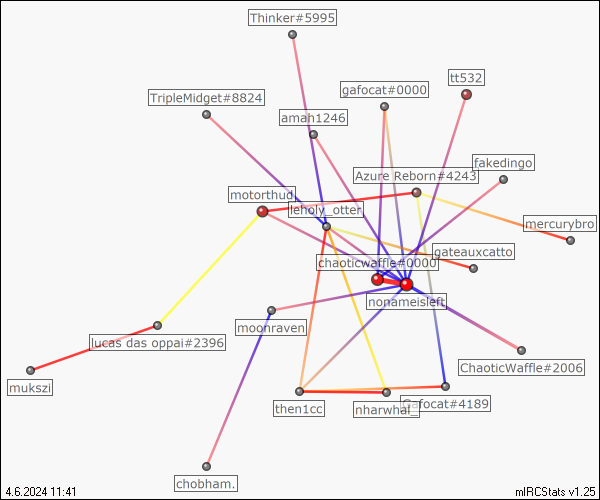 Thinker#5995
tt532
gafocat#0000
TripleMidget#8824
amah1246
fakedingo
Azure Reborn#4243
motorthud
leholy_otter
mercurybro
gateauxcatto
chaoticwaffle#0000
nonameisleft
moonraven
lucas das oppai#2396
ChaoticWaffle#2006
mukszi
then1cc
nharwhal_
Gafocat#4189
chobham.
4.6.2024 11:41
mIRCStats v1.25